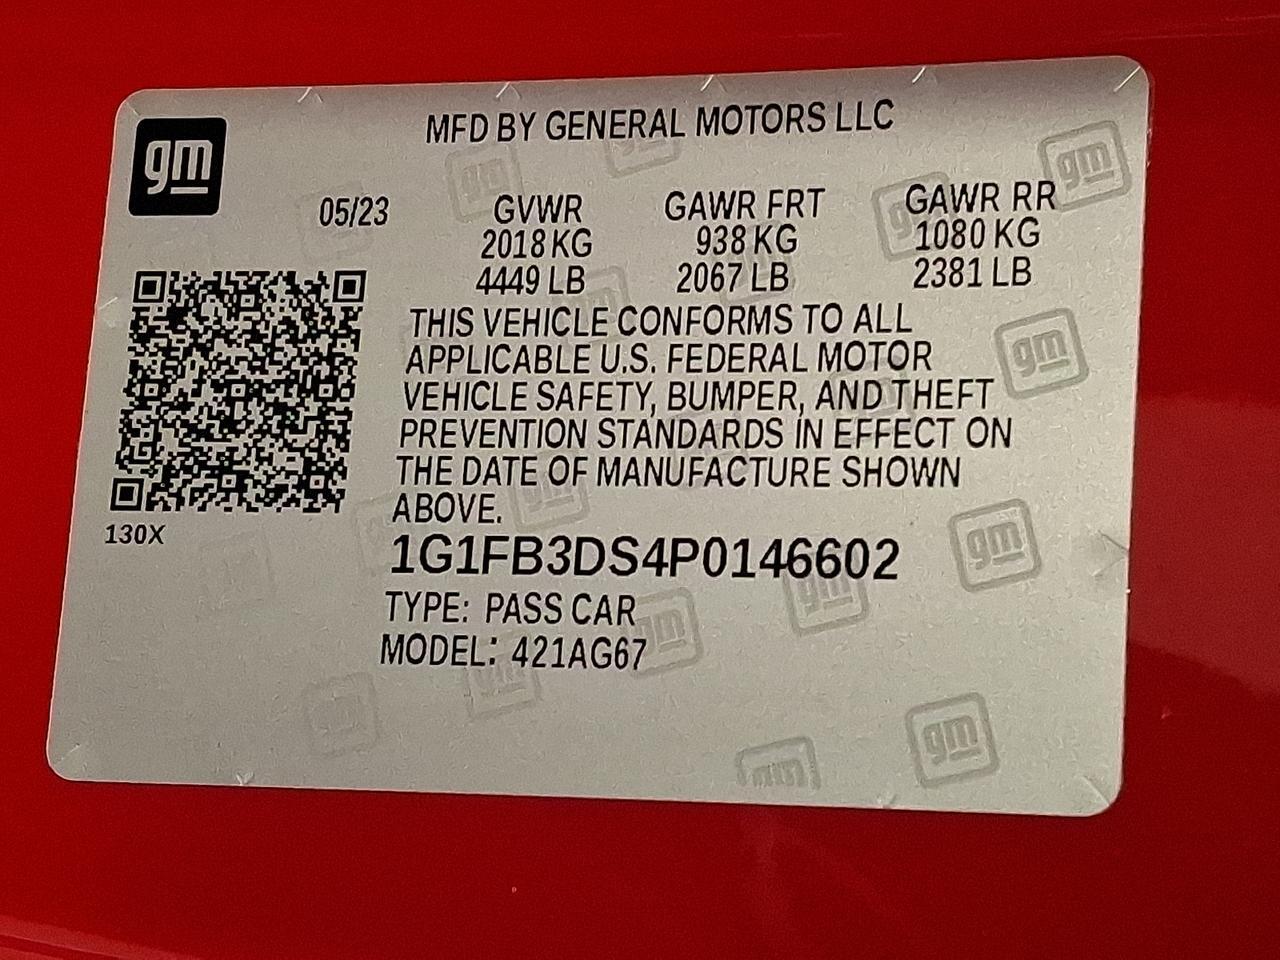 gm
MFD BY GENERAL MOTORS LLC
05/23 GVWR GAWR FRT GAWR RR
2018 KG 938 KG 1080 KG
4449 LB 2067 LB 2381 LB
THIS VEHICLE CONFORMS TO ALL
APPLICABLE U.S. FEDERAL MOTOR
VEHICLE SAFETY, BUMPER, AND THEFT
PREVENTION STANDARDS IN EFFECT ON
THE DATE OF MANUFACTURE SHOWN
ABOVE.
130X
1G1FB3DS4P0146602
TYPE: PASS CAR
MODEL: 421AG67